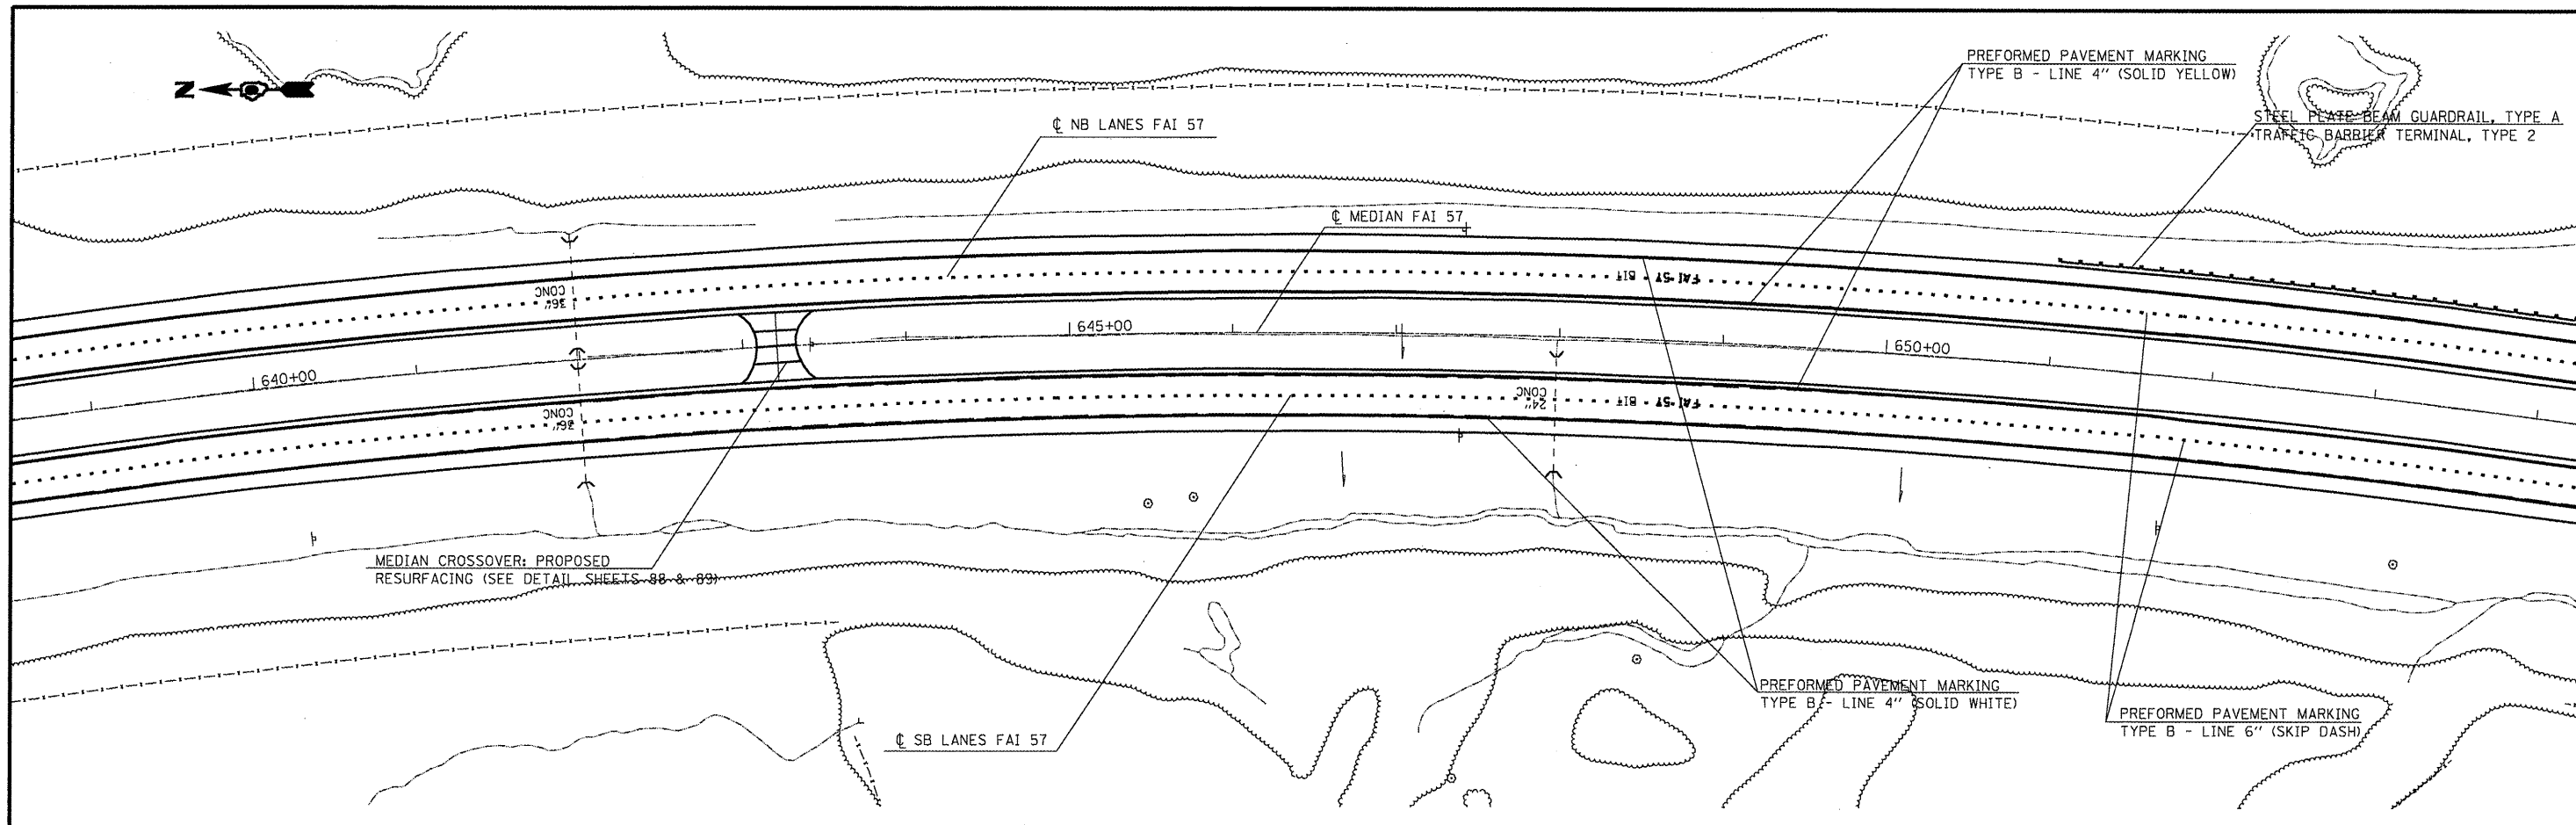 PREFORMED PAVEMENT MARKING
TYPE B - LINE 4" (SOLID YELLOW)
N
STEEL PLATE BEAM GUARDRAIL, TYPE A
TRAFFIC BARRIER TERMINAL, TYPE 2
℄ NB LANES FAI 57
℄ MEDIAN FAI 57
FAI 57 BIT
36"
CONC
645+00
650+00
640+00
FAI 57 BIT
24"
CONC
36"
CONC
MEDIAN CROSSOVER: PROPOSED
RESURFACING (SEE DETAIL SHEETS 88 & 89)
PREFORMED PAVEMENT MARKING
TYPE B - LINE 4" (SOLID WHITE)
PREFORMED PAVEMENT MARKING
TYPE B - LINE 6" (SKIP DASH)
℄ SB LANES FAI 57